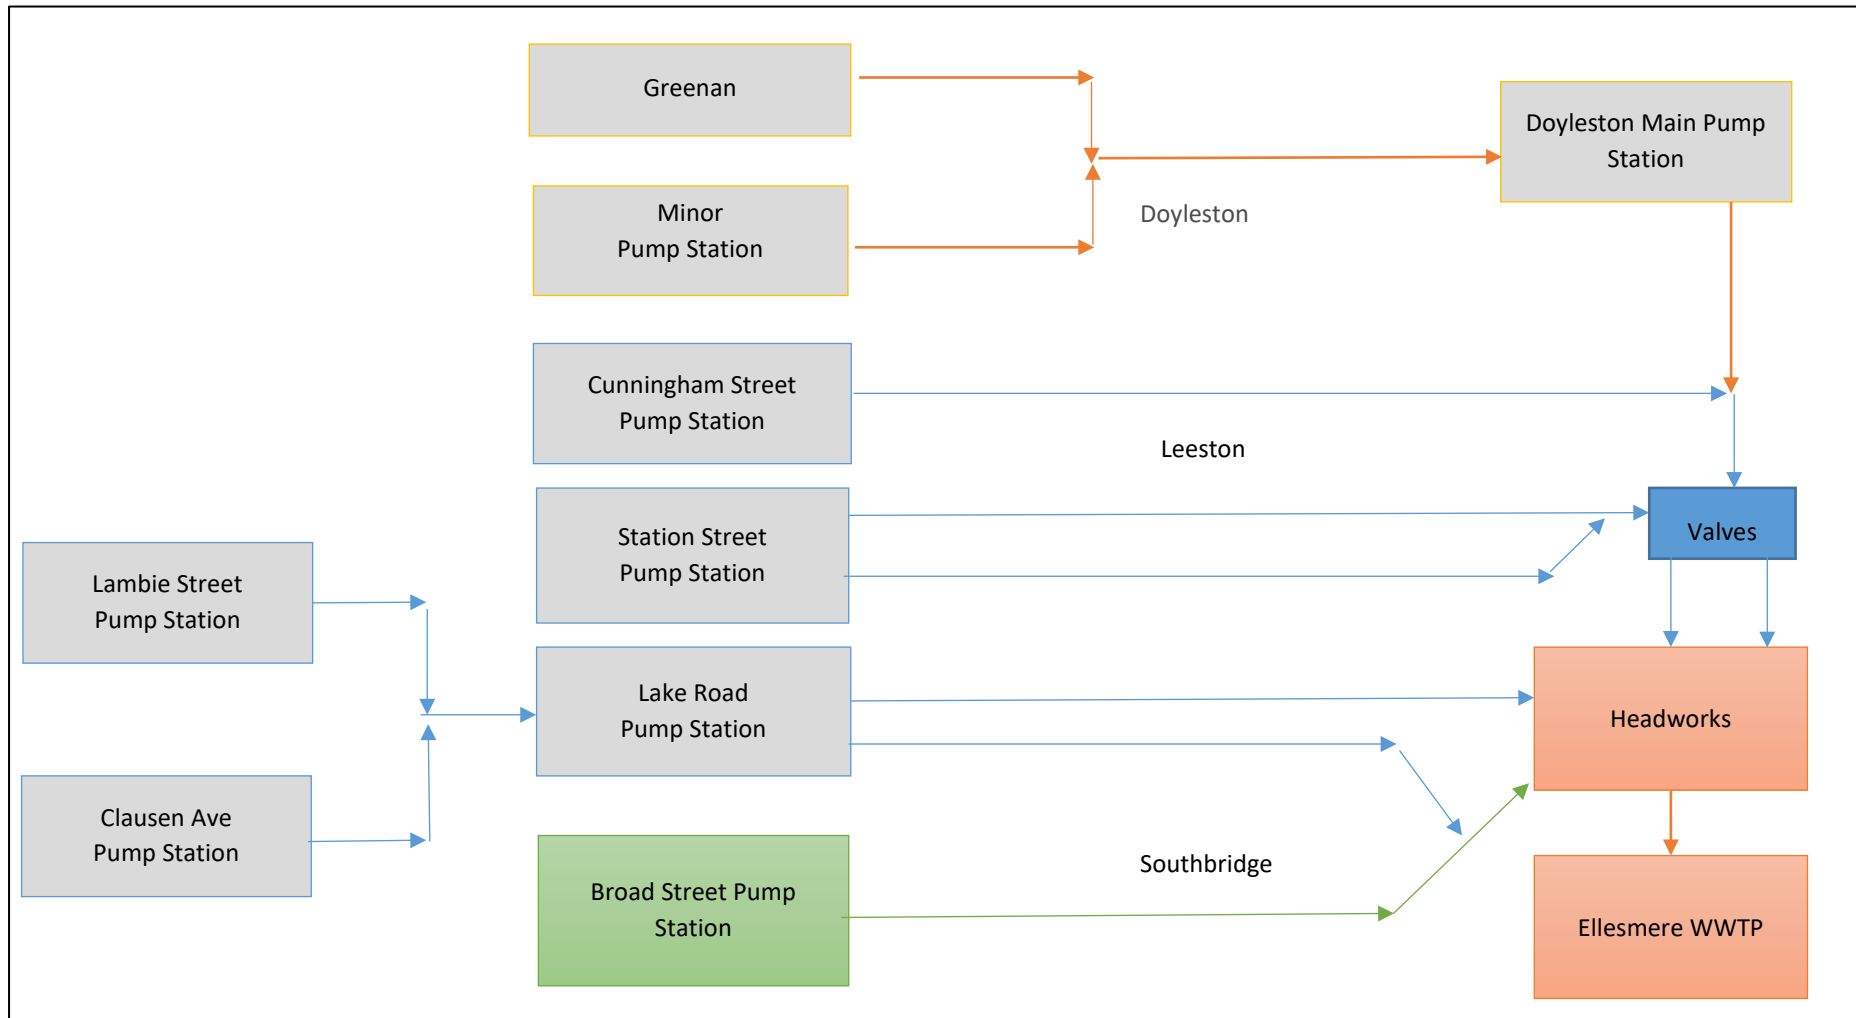 Greenan
Doyleston Main Pump
Station
Minor
Pump Station
Doyleston
Cunningham Street
Pump Station
Leeston
Station Street
Pump Station
Valves
Lambie Street
Pump Station
Lake Road
Pump Station
Headworks
Clausen Ave
Pump Station
Southbridge
Broad Street Pump
Station
Ellesmere WWTP